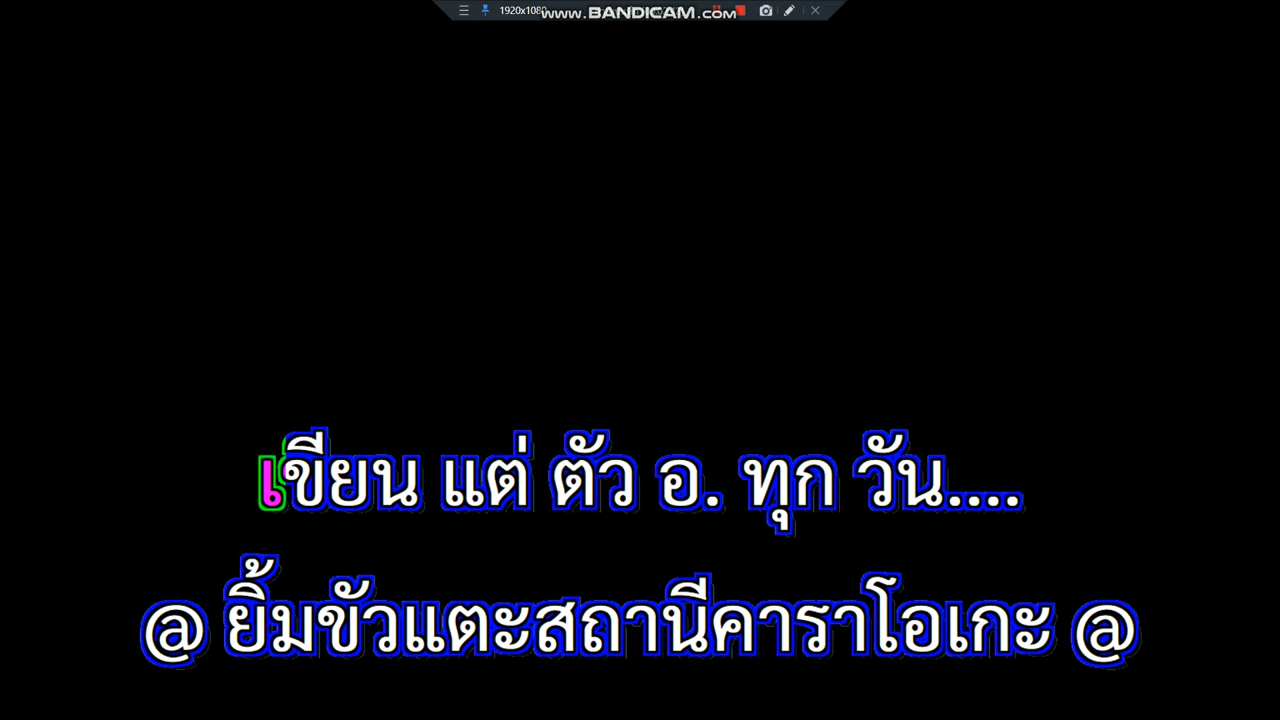 1920x1080
www.BANDICAM.com
เขียน แต่ ตัว อ. ทุก วัน....
@ ยิ้มขัวแตะสถานีคาราโอเกะ @